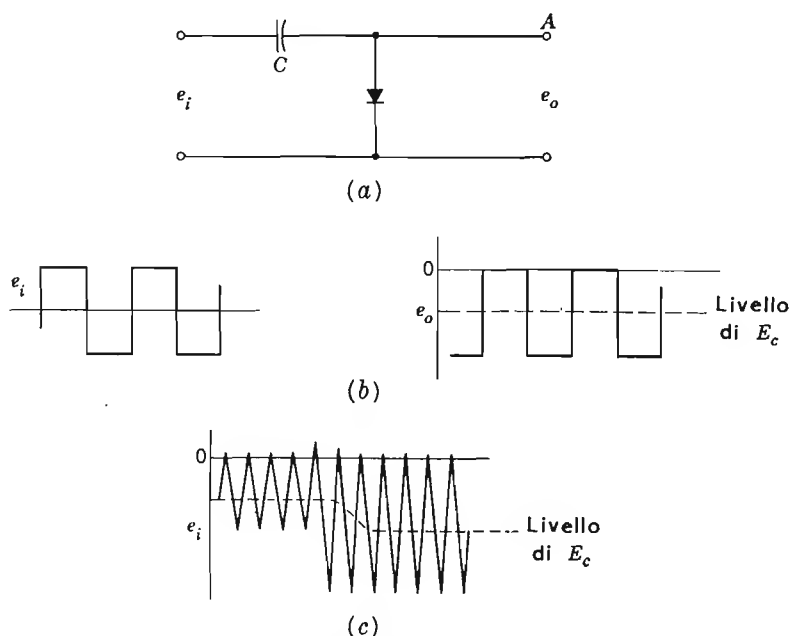 A
C
e_i
e_o
(a)
e_i
0
e_o
Livello
di E_c
(b)
0
e_i
Livello
di E_c
(c)